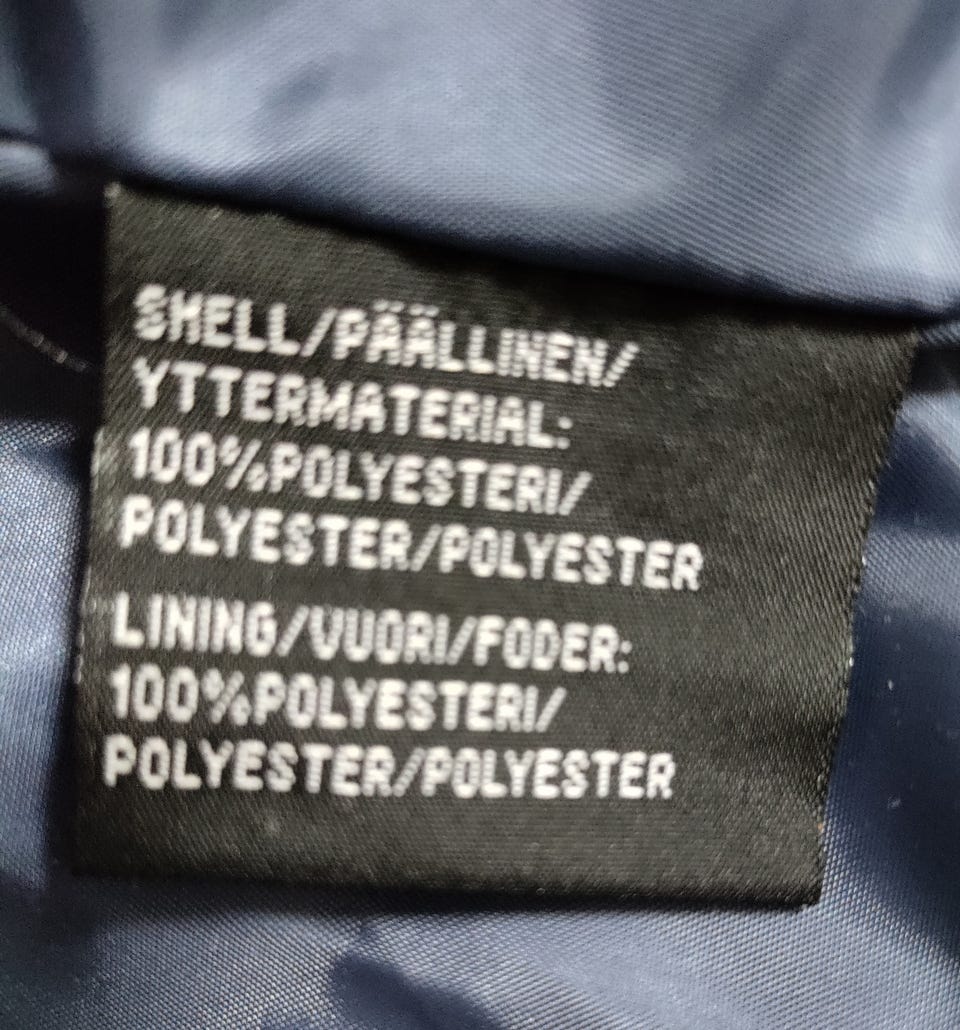 SHELL/PÄÄLLINEN/
YTTERMATERIAL:
100%POLYESTERI/
POLYESTER/POLYESTER
LINING/VUORI/FODER:
100%POLYESTERI/
POLYESTER/POLYESTER